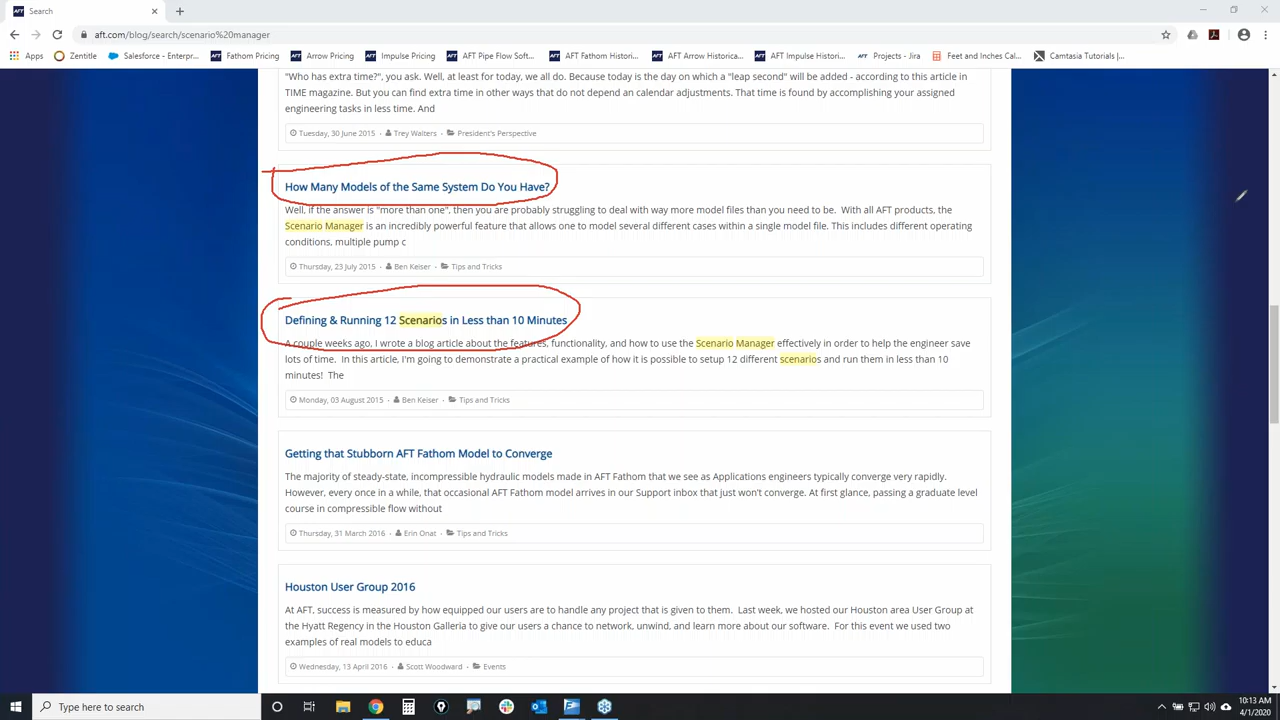 Search
aft.com/blog/search/scenario%20manager
Apps
Zentitle
Salesforce - Enterpr...
Fathom Pricing
Arrow Pricing
Impulse Pricing
AFT Pipe Flow Softw...
AFT Fathom Histori...
AFT Arrow Historica...
AFT Impulse Histori...
Projects - Jira
Feet and Inches Cal...
Camtasia Tutorials |...
"Who has extra time?", you ask. Well, at least for today, we all do. Because today is the day on which a "leap second" will be added - according to this article in
TIME magazine. But you can find extra time in other ways that do not depend an calendar adjustments. That time is found by accomplishing your assigned
engineering tasks in less time. And
Tuesday, 30 June 2015 - Trey Walters - President's Perspective
How Many Models of the Same System Do You Have?
Well, if the answer is "more than one", then you are probably struggling to deal with way more model files than you need to be. With all AFT products, the
Scenario Manager is an incredibly powerful feature that allows one to model several different cases within a single model file. This includes different operating
conditions, multiple pump c
Thursday, 23 July 2015 - Ben Keiser - Tips and Tricks
Defining & Running 12 Scenarios in Less than 10 Minutes
A couple weeks ago, I wrote a blog article about the features, functionality, and how to use the Scenario Manager effectively in order to help the engineer save
lots of time. In this article, I'm going to demonstrate a practical example of how it is possible to setup 12 different scenarios and run them in less than 10
minutes! The
Monday, 03 August 2015 - Ben Keiser - Tips and Tricks
Getting that Stubborn AFT Fathom Model to Converge
The majority of steady-state, incompressible hydraulic models made in AFT Fathom that we see as Applications engineers typically converge very rapidly.
However, every once in a while, that occasional AFT Fathom model arrives in our Support inbox that just won't converge. At first glance, passing a graduate level
course in compressible flow without
Thursday, 31 March 2016 - Erin Onat - Tips and Tricks
Houston User Group 2016
At AFT, success is measured by how equipped our users are to handle any project that is given to them. Last week, we hosted our Houston area User Group at
the Hyatt Regency in the Houston Galleria to give our users a chance to network, unwind, and learn more about our software. For this event we used two
examples of real models to educa
Wednesday, 13 April 2016 - Scott Woodward - Events
Type here to search
10:13 AM
4/1/2020